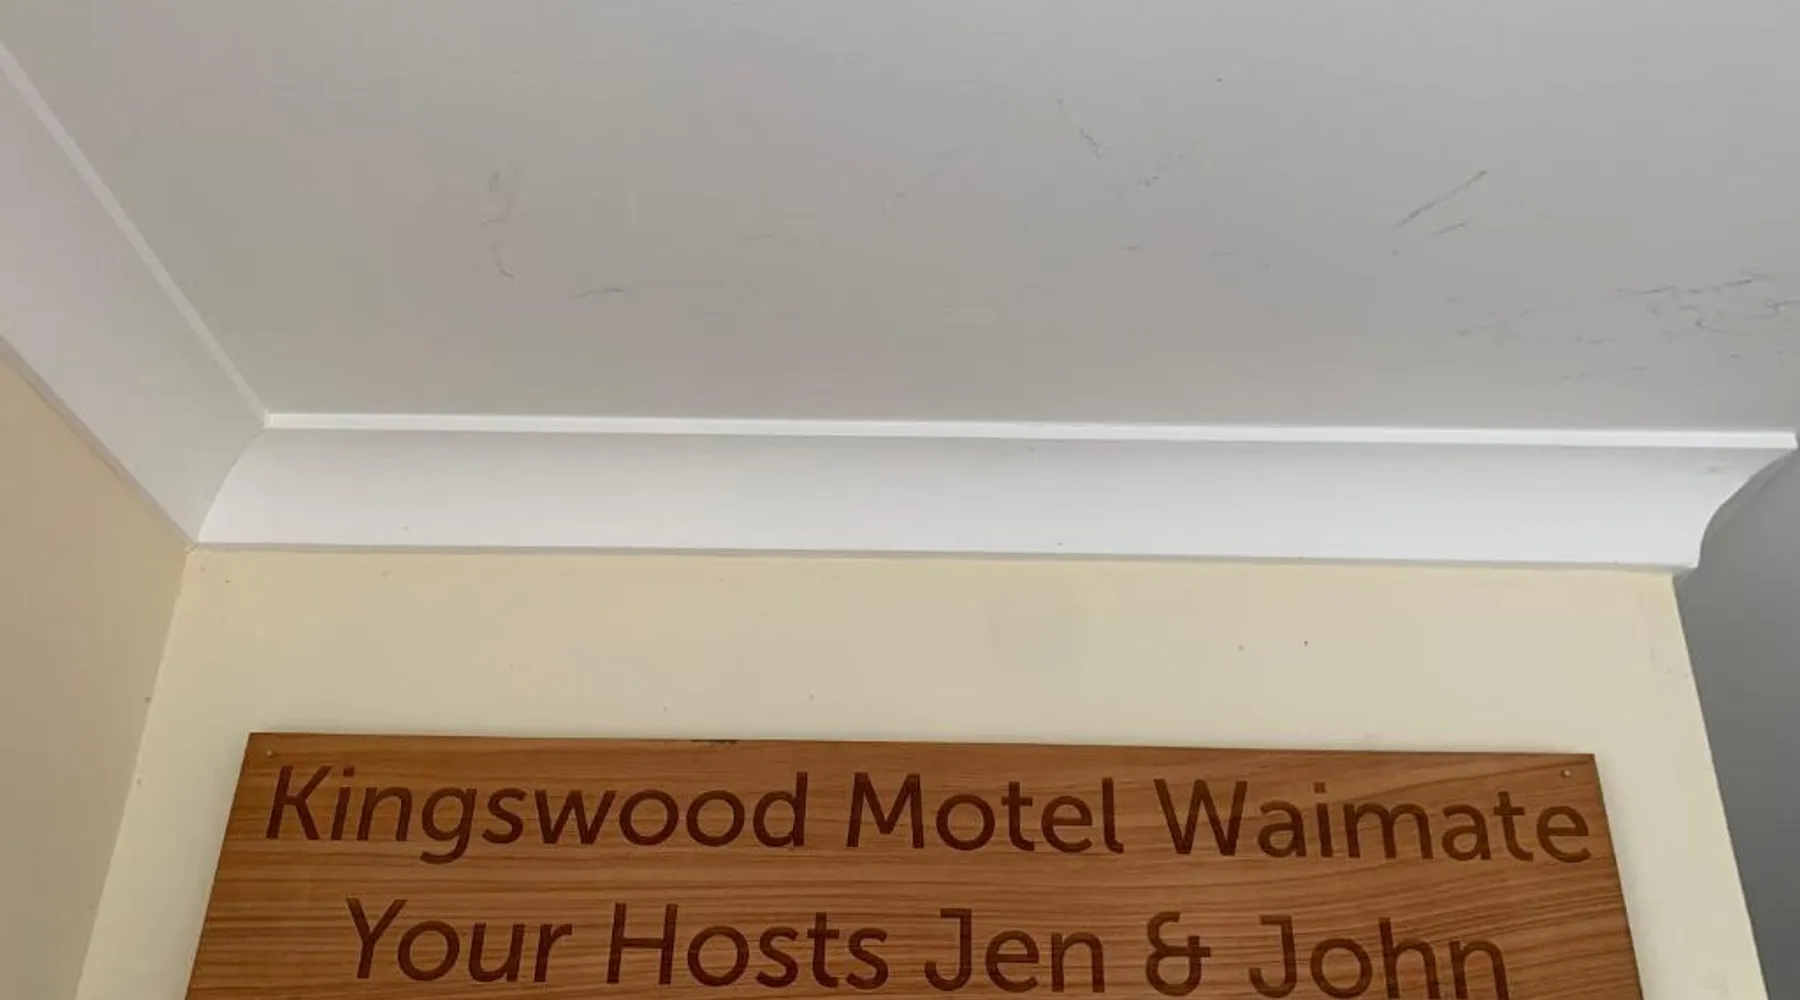 Kingswood Motel Waimate
Your Hosts Jen & John